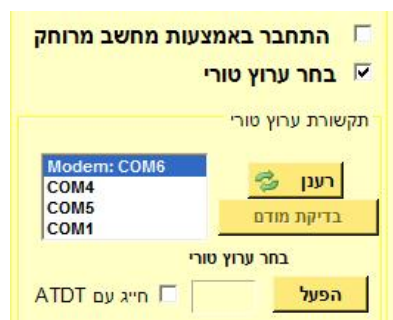 התחבר באמצעות מחשב מרוחק
בחר ערוץ טורי
תקשורת ערוץ טורי
Modem: COM6
COM4
COM5
COM1
רענן
בדיקת מודם
בחר ערוץ טורי
הפעל
חייג עם ATDT